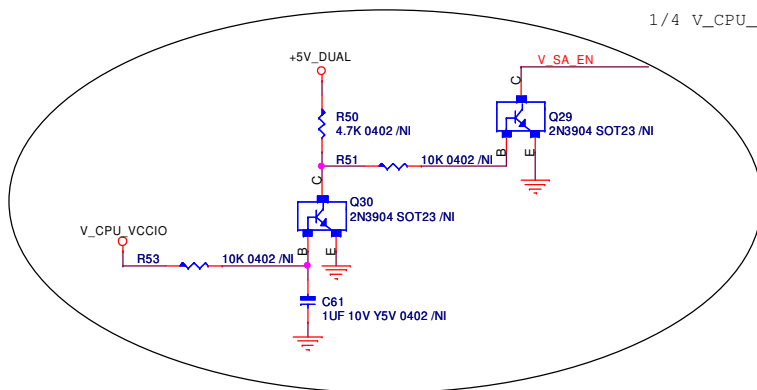 1/4 V_CPU_
+5V_DUAL
V_SA_EN
C
R50
4.7K 0402 /NI
Q29
2N3904 SOT23 /NI
B
E
R51
10K 0402 /NI
C
Q30
2N3904 SOT23 /NI
V_CPU_VCCIO
B
E
R53
10K 0402 /NI
C61
1UF 10V Y5V 0402 /NI